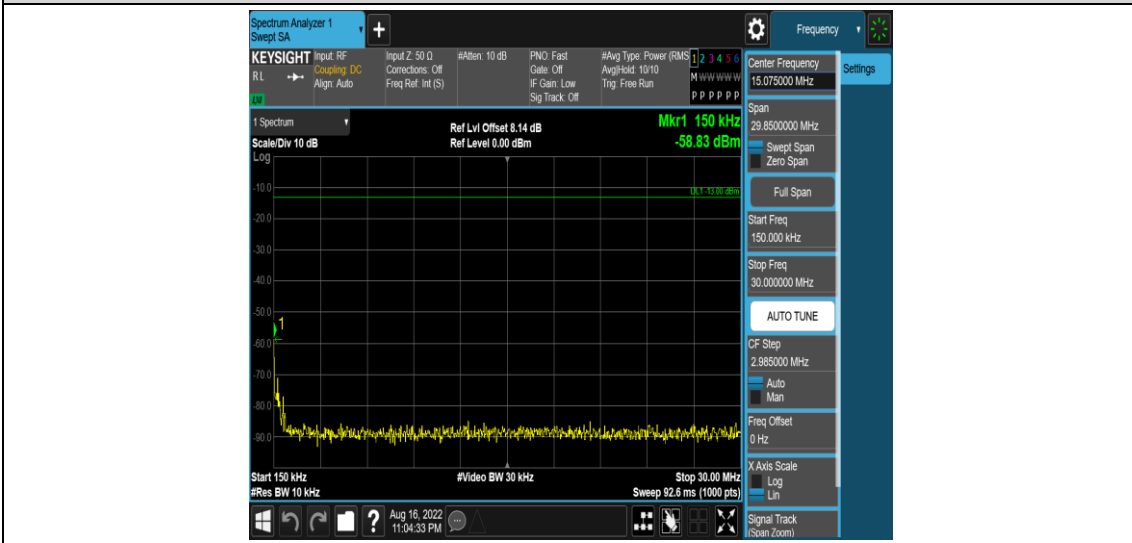 Spectrum Analyzer 1
Swept SA
+
Frequency
KEYSIGHT
RL
LXI
Input: RF
Coupling: DC
Align: Auto
Input Z: 50 Ω
Corrections: Off
Freq Ref: Int (S)
#Atten: 10 dB
PNO: Fast
Gate: Off
IF Gain: Low
Sig Track: Off
#Avg Type: Power (RMS
Avg|Hold: 10/10
Trig: Free Run
1 2 3 4 5 6
M W W W W W
P P P P P P
1 Spectrum
Scale/Div 10 dB
Log
Ref Lvl Offset 8.14 dB
Ref Level 0.00 dBm
Mkr1 150 kHz
-58.83 dBm
DL1 -13.00 dBm
-10.0
-20.0
-30.0
-40.0
-50.0
1
-60.0
-70.0
-80.0
-90.0
Start 150 kHz
#Res BW 10 kHz
#Video BW 30 kHz
Stop 30.00 MHz
Sweep 92.6 ms (1000 pts)
?
Aug 16, 2022
11:04:33 PM
Center Frequency
15.075000 MHz
Settings
Span
29.8500000 MHz
Swept Span
Zero Span
Full Span
Start Freq
150.000 kHz
Stop Freq
30.000000 MHz
AUTO TUNE
CF Step
2.985000 MHz
Auto
Man
Freq Offset
0 Hz
X Axis Scale
Log
Lin
Signal Track
(Span Zoom)